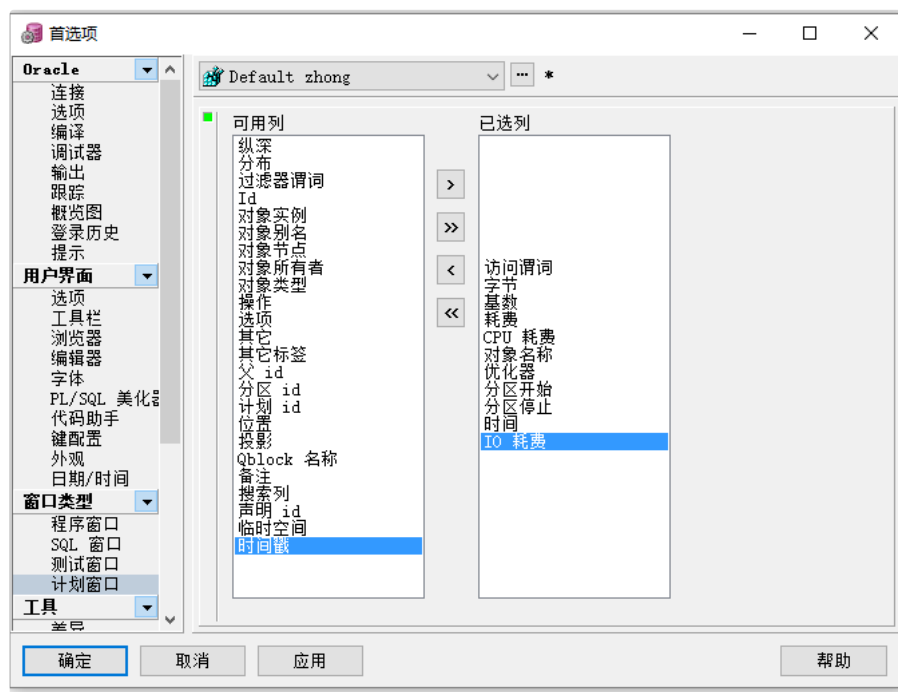 首选项
Oracle
连接
选项
编译
调试器
输出
跟踪
概览图
登录历史
提示
用户界面
选项
工具栏
浏览器
编辑器
字体
PL/SQL 美化器
代码助手
键配置
外观
日期/时间
窗口类型
程序窗口
SQL 窗口
测试窗口
计划窗口
工具
差异
Default zhong
*
可用列
纵深
分布
过滤器谓词
Id
对象实例
对象别名
对象节点
对象所有者
对象类型
操作
选项
其它
其它标签
父 id
分区 id
计划 id
位置
投影
Qblock 名称
备注
搜索列
声明 id
临时空间
时间戳
>
>>
<
<<
已选列
访问谓词
字节
基数
耗费
CPU 耗费
对象名称
优化器
分区开始
分区停止
时间
IO 耗费
确定
取消
应用
帮助